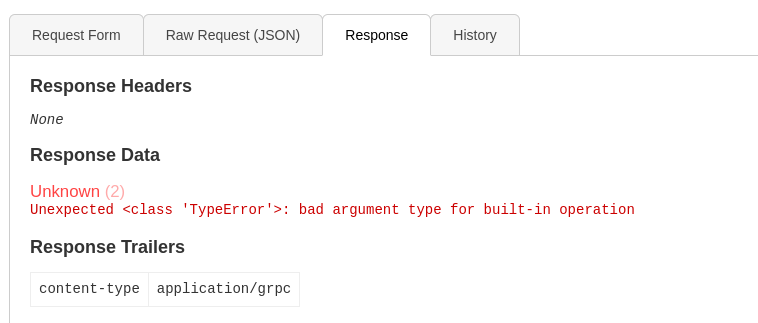 Request Form Raw Request (JSON) Response History
Response Headers
None
Response Data
Unknown (2)
Unexpected <class 'TypeError'>: bad argument type for built-in operation
Response Trailers
content-type application/grpc